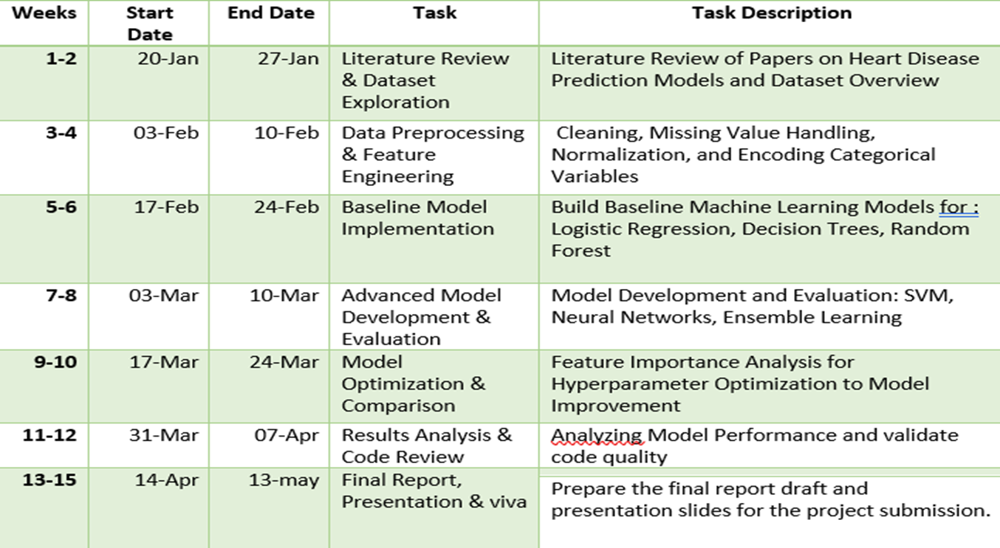 Weeks Start Date End Date Task Task Description
1-2 20-Jan 27-Jan Literature Review & Dataset Exploration Literature Review of Papers on Heart Disease Prediction Models and Dataset Overview
3-4 03-Feb 10-Feb Data Preprocessing & Feature Engineering Cleaning, Missing Value Handling, Normalization, and Encoding Categorical Variables
5-6 17-Feb 24-Feb Baseline Model Implementation Build Baseline Machine Learning Models for : Logistic Regression, Decision Trees, Random Forest
7-8 03-Mar 10-Mar Advanced Model Development & Evaluation Model Development and Evaluation: SVM, Neural Networks, Ensemble Learning
9-10 17-Mar 24-Mar Model Optimization & Comparison Feature Importance Analysis for Hyperparameter Optimization to Model Improvement
11-12 31-Mar 07-Apr Results Analysis & Code Review Analyzing Model Performance and validate code quality
13-15 14-Apr 13-may Final Report, Presentation & viva Prepare the final report draft and presentation slides for the project submission.